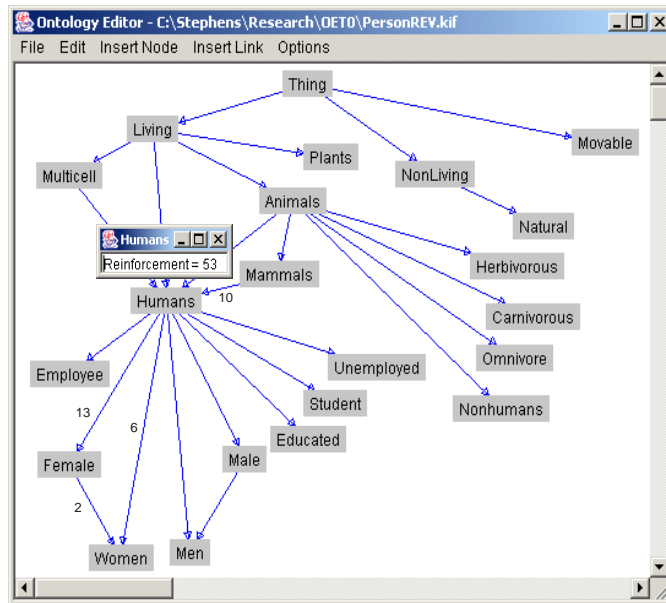 Ontology Editor - C:\Stephens\Research\OETO\PersonREV.kif
File Edit Insert Node Insert Link Options
Thing
Living
Movable
Plants
Multicell
NonLiving
Animals
Natural
Humans
Reinforcement = 53
Herbivorous
Mammals
10
Humans
Carnivorous
Omnivore
Unemployed
Employee
Student
Nonhumans
13
6
Educated
Female
Male
2
Women
Men